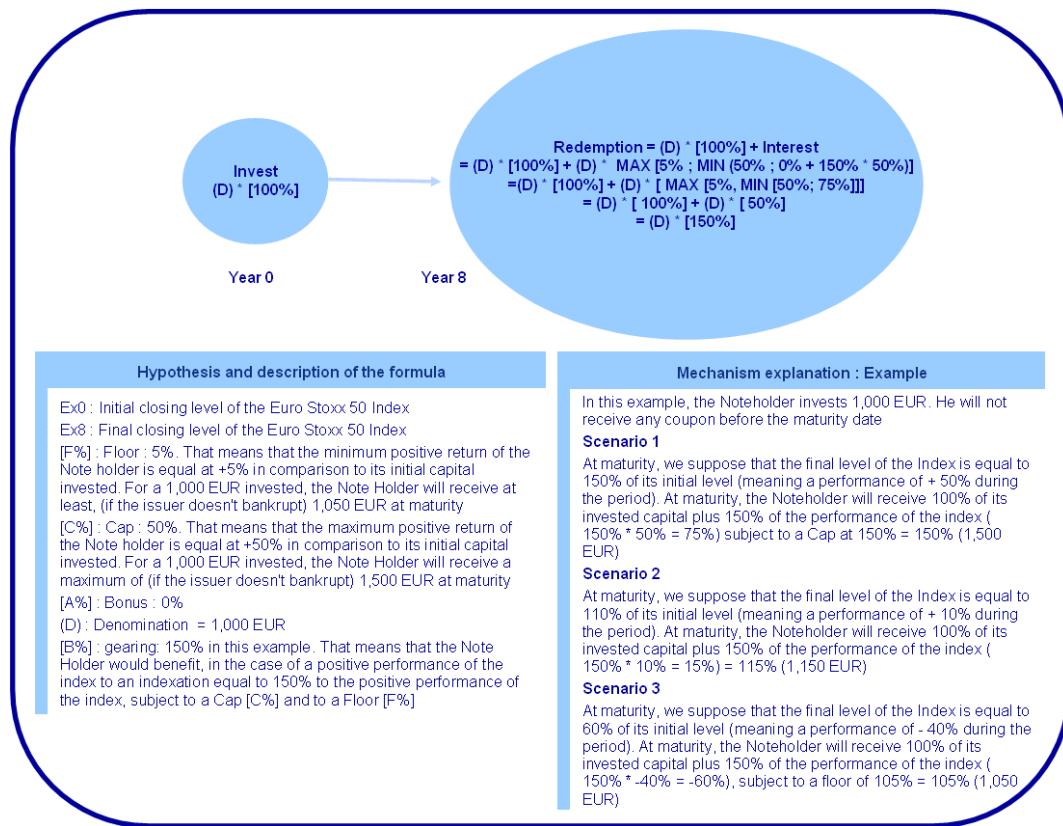 Invest
(D) * [100%]
Redemption = (D) * [100%] + Interest
= (D) * [100%] + (D) *  MAX [5% ; MIN (50% ; 0% + 150% * 50%)]
=(D) * [100%] + (D) * [ MAX [5%, MIN [50%; 75%]]]
= (D) * [ 100%] + (D) * [ 50%]
= (D) * [150%]
Year 0
Year 8
Hypothesis and description of the formula
Ex0 : Initial closing level of the Euro Stoxx 50 Index
Ex8 : Final closing level of the Euro Stoxx 50 Index
[F%] : Floor : 5%. That means that the minimum positive return of
the Note holder is equal at +5% in comparison to its initial capital
invested. For a 1,000 EUR invested, the Note Holder will receive at
least, (if the issuer doesn't bankrupt) 1,050 EUR at maturity
[C%] : Cap : 50%. That means that the maximum positive return of
the Note holder is equal at +50% in comparison to its initial capital
invested. For a 1,000 EUR invested, the Note Holder will receive a
maximum of (if the issuer doesn't bankrupt) 1,500 EUR at maturity
[A%] : Bonus : 0%
(D) : Denomination = 1,000 EUR
[B%] : gearing: 150% in this example. That means that the Note
Holder would benefit, in the case of a positive performance of the
index to an indexation equal to 150% to the positive performance of
the index, subject to a Cap [C%] and to a Floor [F%]
Mechanism explanation : Example
In this example, the Noteholder invests 1,000 EUR. He will not
receive any coupon before the maturity date
Scenario 1
At maturity, we suppose that the final level of the Index is equal to
150% of its initial level (meaning a performance of + 50% during
the period). At maturity, the Noteholder will receive 100% of its
invested capital plus 150% of the performance of the index (
150% * 50% = 75%) subject to a Cap at 150% = 150% (1,500
EUR)
Scenario 2
At maturity, we suppose that the final level of the Index is equal to
110% of its initial level (meaning a performance of + 10% during
the period). At maturity, the Noteholder will receive 100% of its
invested capital plus 150% of the performance of the index (
150% * 10% = 15%) = 115% (1,150 EUR)
Scenario 3
At maturity, we suppose that the final level of the Index is equal to
60% of its initial level (meaning a performance of - 40% during the
period). At maturity, the Noteholder will receive 100% of its
invested capital plus 150% of the performance of the index (
150% * -40% = -60%), subject to a floor of 105% = 105% (1,050
EUR)